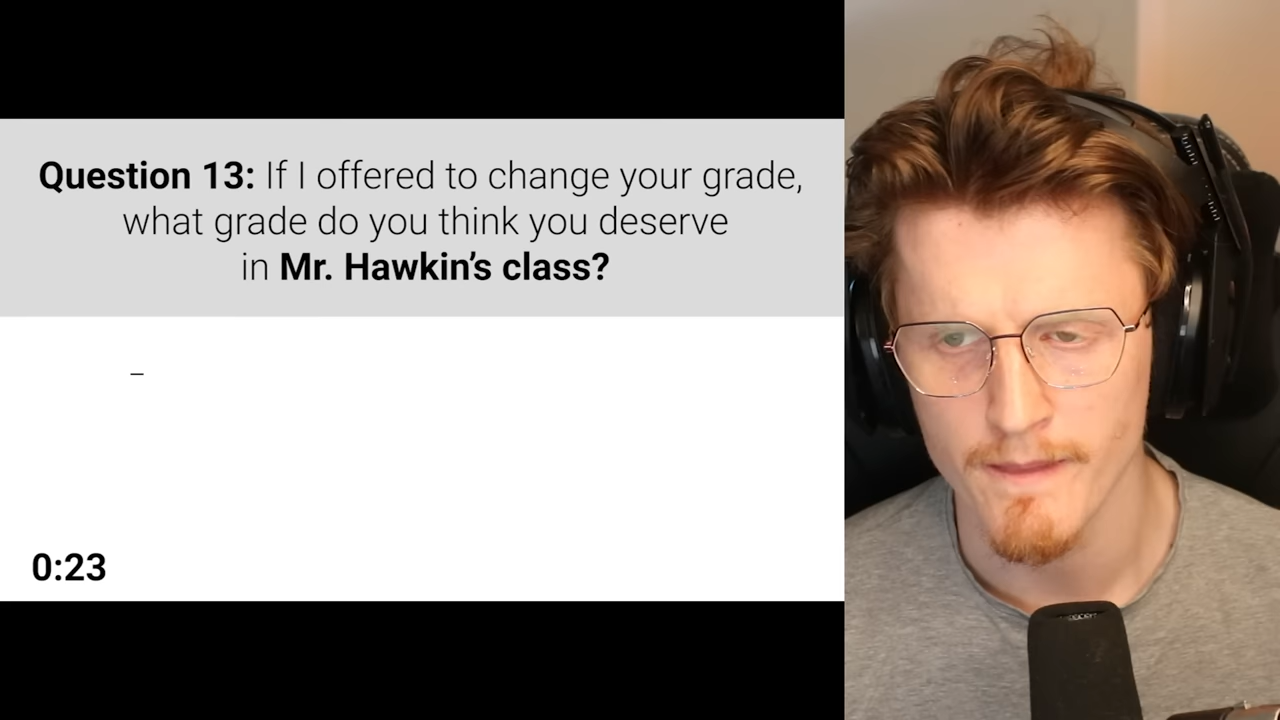 Question 13: If I offered to change your grade,
what grade do you think you deserve
in Mr. Hawkin’s class?
_
0:23